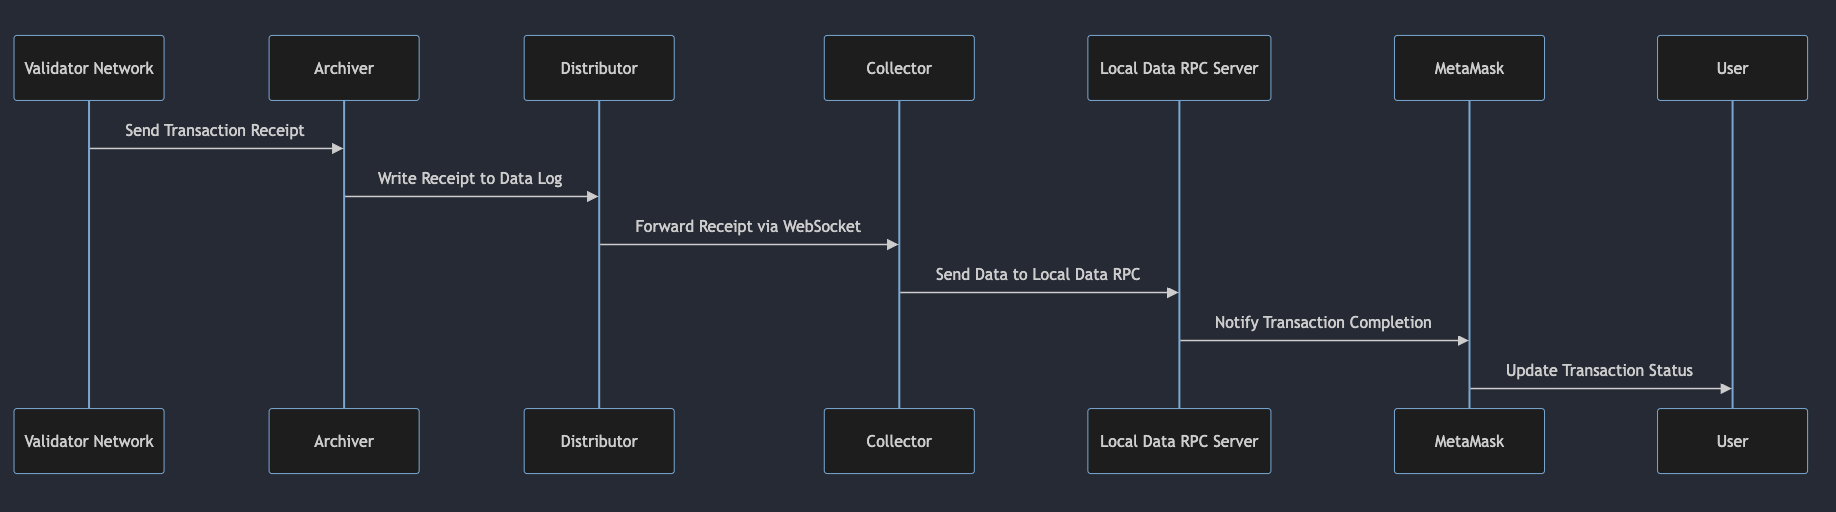 Validator Network
Archiver
Distributor
Collector
Local Data RPC Server
MetaMask
User
Send Transaction Receipt
Write Receipt to Data Log
Forward Receipt via WebSocket
Send Data to Local Data RPC
Notify Transaction Completion
Update Transaction Status
Validator Network
Archiver
Distributor
Collector
Local Data RPC Server
MetaMask
User